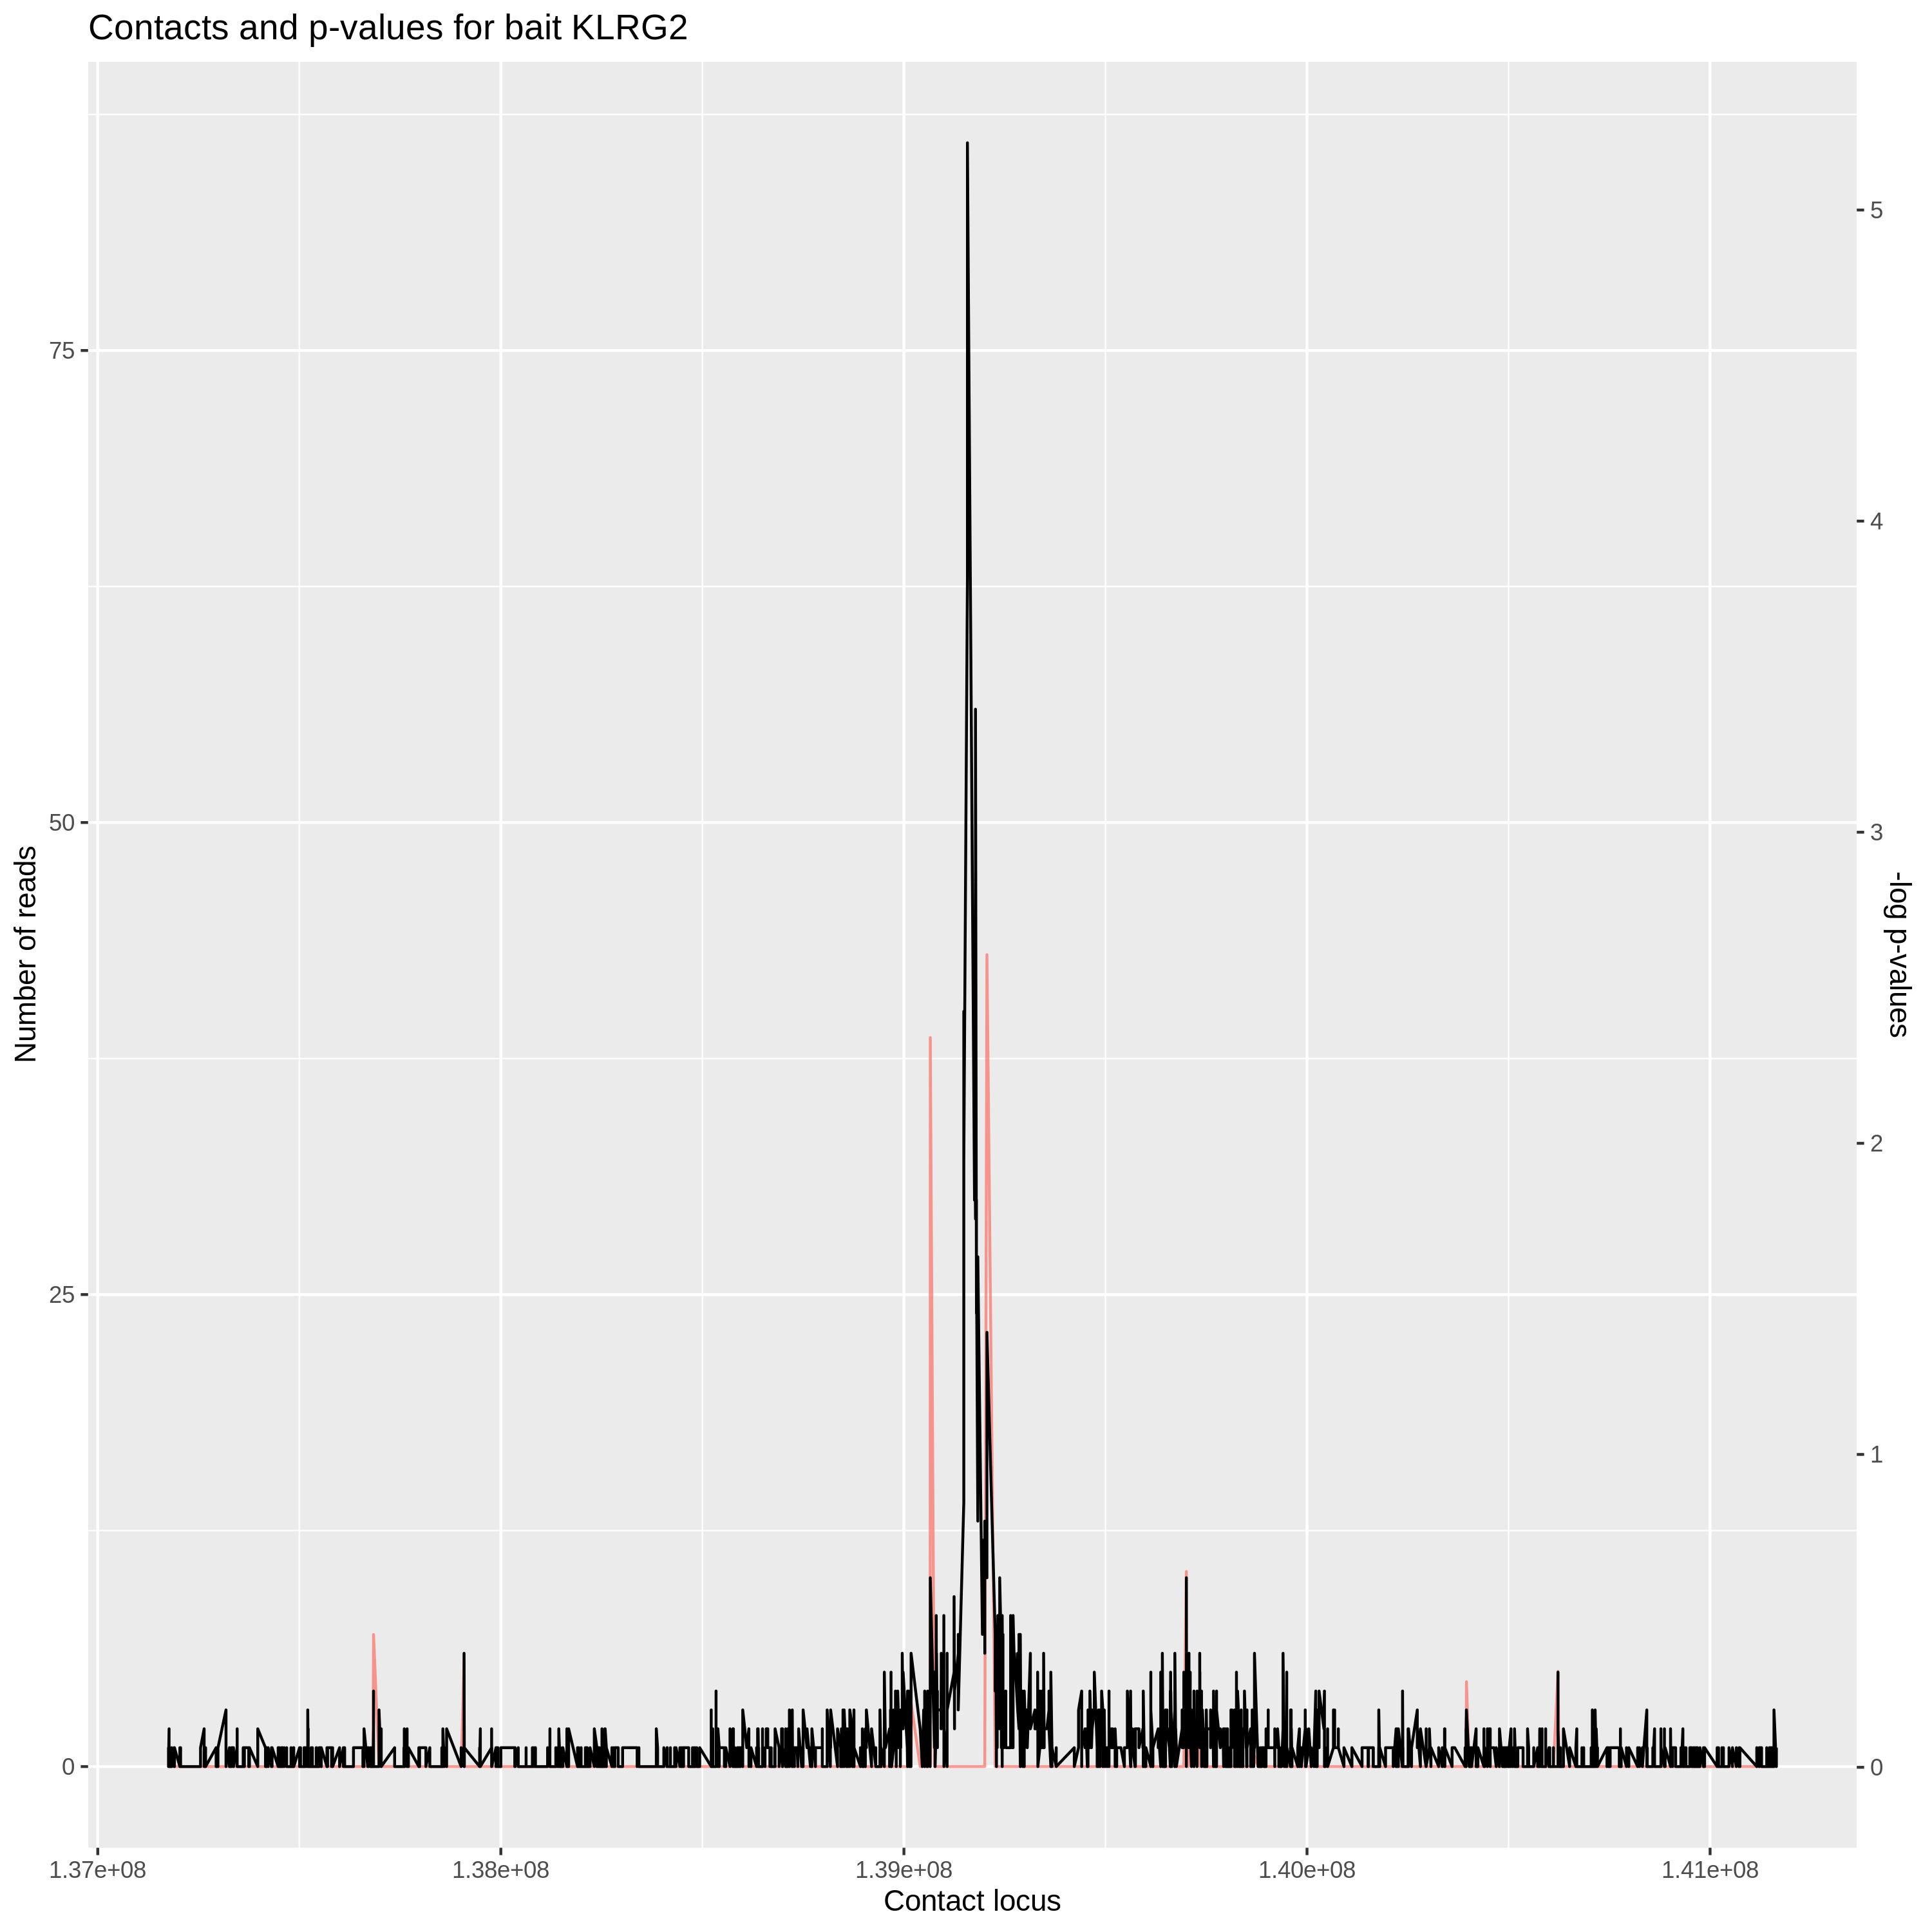 Contacts and p-values for bait KLRG2
Number of reads
75
50
25
0
5
4
3
2
1
0
-log p-values
1.37e+08
1.38e+08
1.39e+08
1.40e+08
1.41e+08
Contact locus